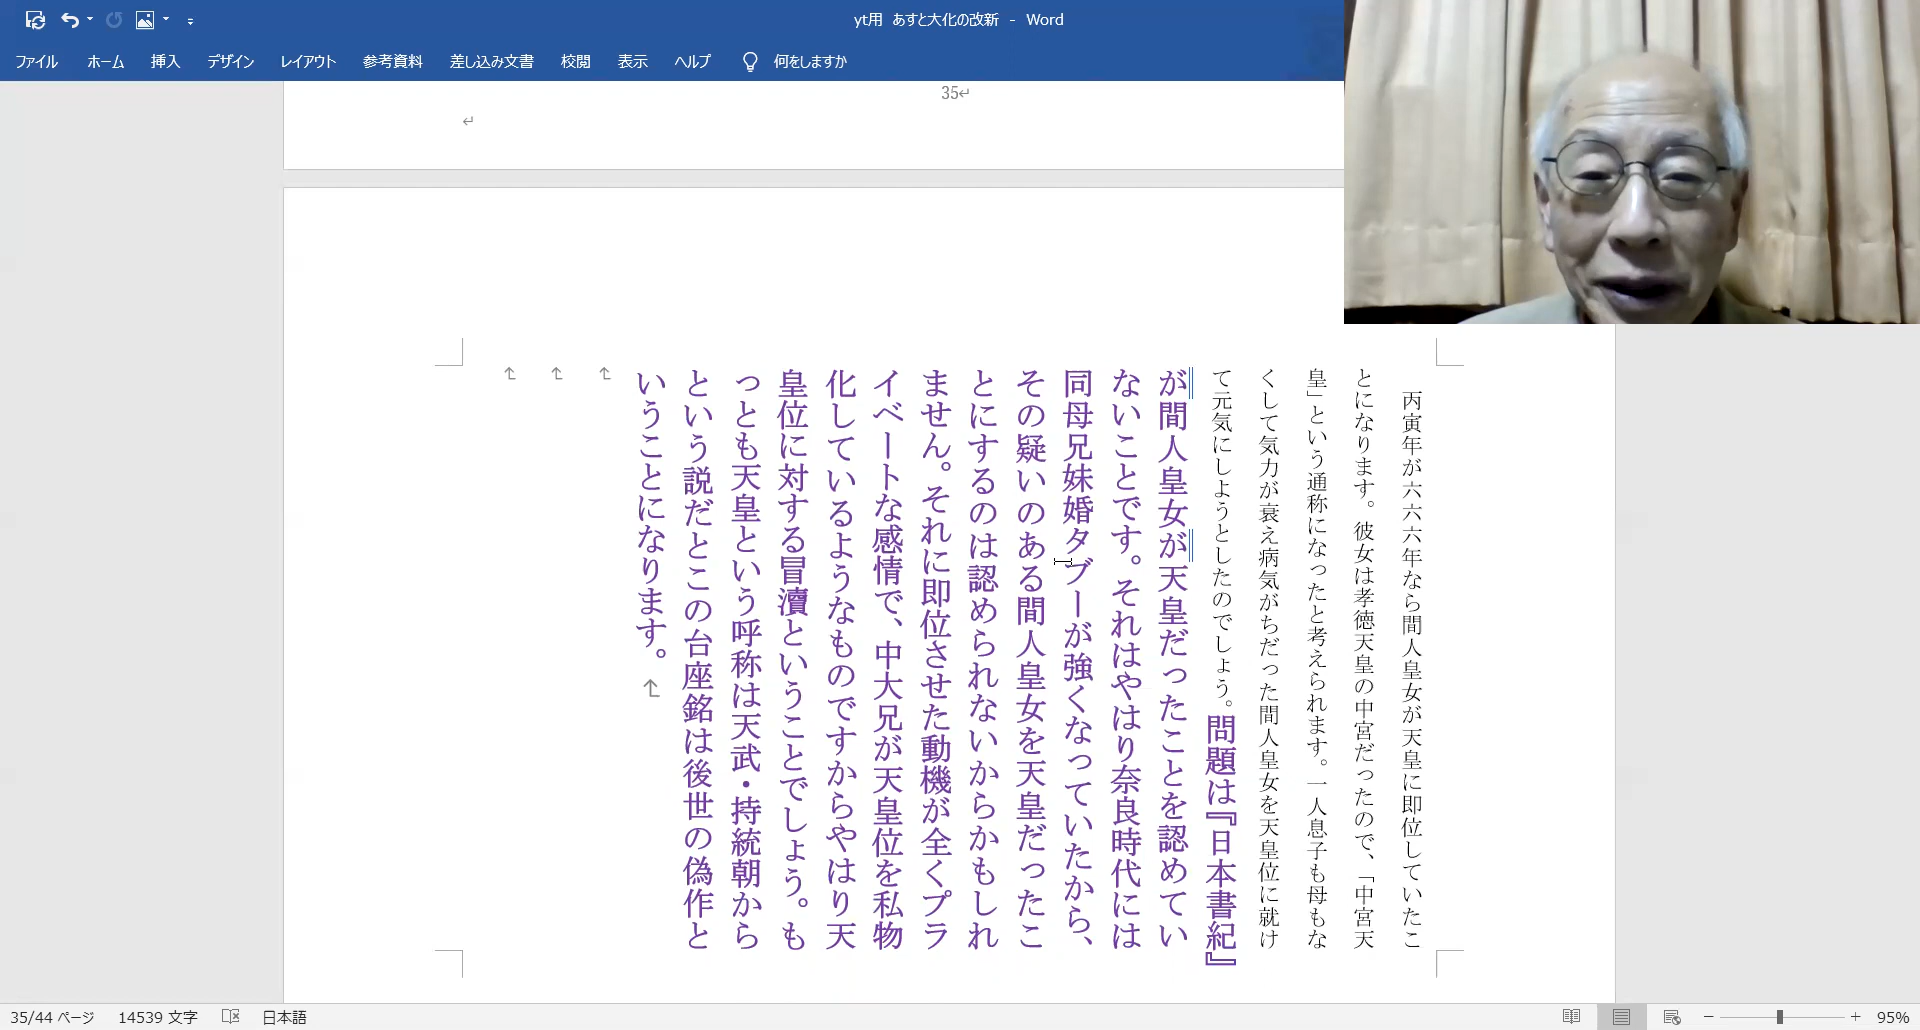 yt用 あすと大化の改新 - Word
ファイル ホーム 挿入 デザイン レイアウト 参考資料 差し込み文書 校閲 表示 ヘルプ 何をしますか
35
丙寅年が六六六年なら間人皇女が天皇に即位していたこ
とになります。彼女は孝徳天皇の中宮だったので、「中宮天
皇」という通称になったと考えられます。一人息子も母もな
くして気力が衰え病気がちだった間人皇女を天皇位に就け
て元気にしようとしたのでしょう。問題は『日本書紀』
が間人皇女が天皇だったことを認めてい
ないことです。それはやはり奈良時代には
同母兄妹婚タブーが強くなっていたから、
その疑いのある間人皇女を天皇だったこ
とにするのは認められないからかもしれ
ません。それに即位させた動機が全くプラ
イベートな感情で、中大兄が天皇位を私物
化しているようなものですからやはり天
皇位に対する冒瀆ということでしょう。も
っとも天皇という呼称は天武・持統朝から
という説だとこの台座銘は後世の偽作と
いうことになります。
35/44 ページ 14539 文字 日本語 95%